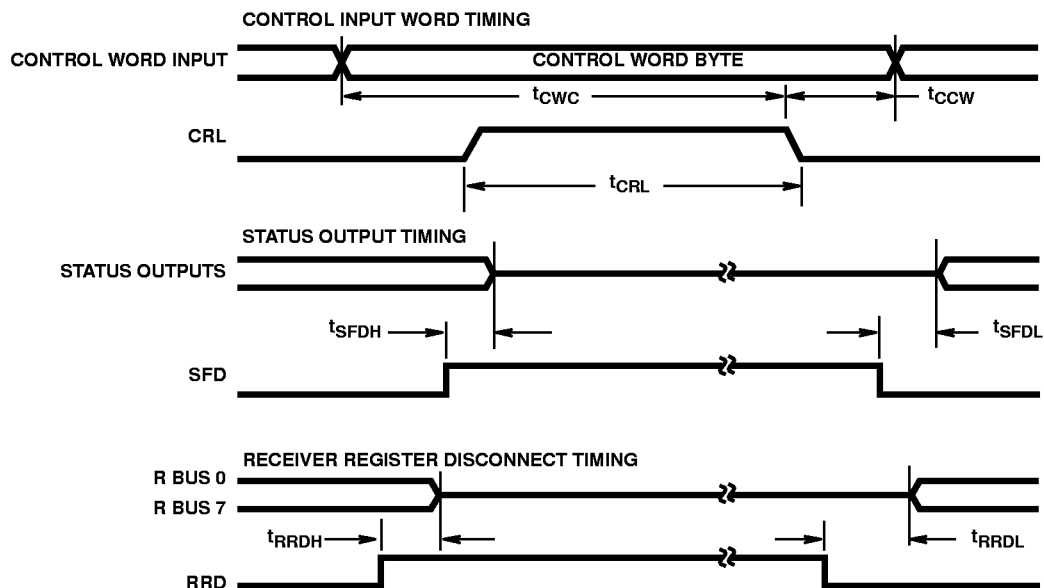 CONTROL INPUT WORD TIMING
CONTROL WORD INPUT
CONTROL WORD BYTE
tCWC
tCCW
CRL
tCRL
STATUS OUTPUT TIMING
STATUS OUTPUTS
tSFDH
tSFDL
SFD
RECEIVER REGISTER DISCONNECT TIMING
R BUS 0
R BUS 7
tRRDH
tRRDL
RRD